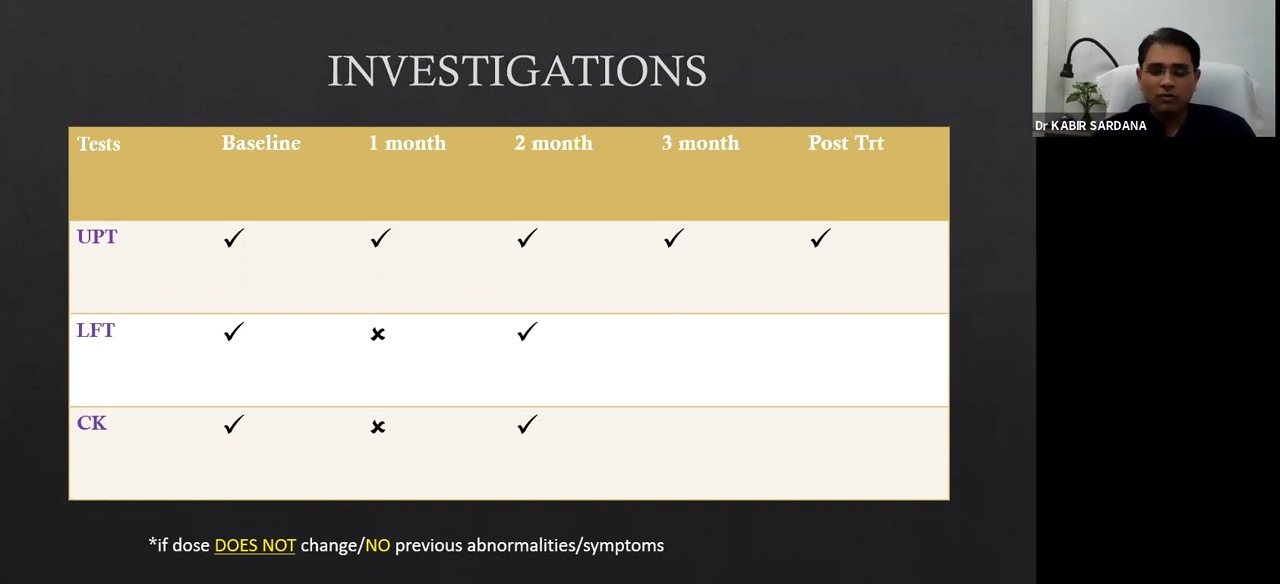 INVESTIGATIONS
Tests Baseline 1 month 2 month 3 month Post Trt
UPT ✓ ✓ ✓ ✓ ✓
LFT ✓ ✗ ✓
CK ✓ ✗ ✓
*if dose DOES NOT change/NO previous abnormalities/symptoms
Dr KABIR SARDANA